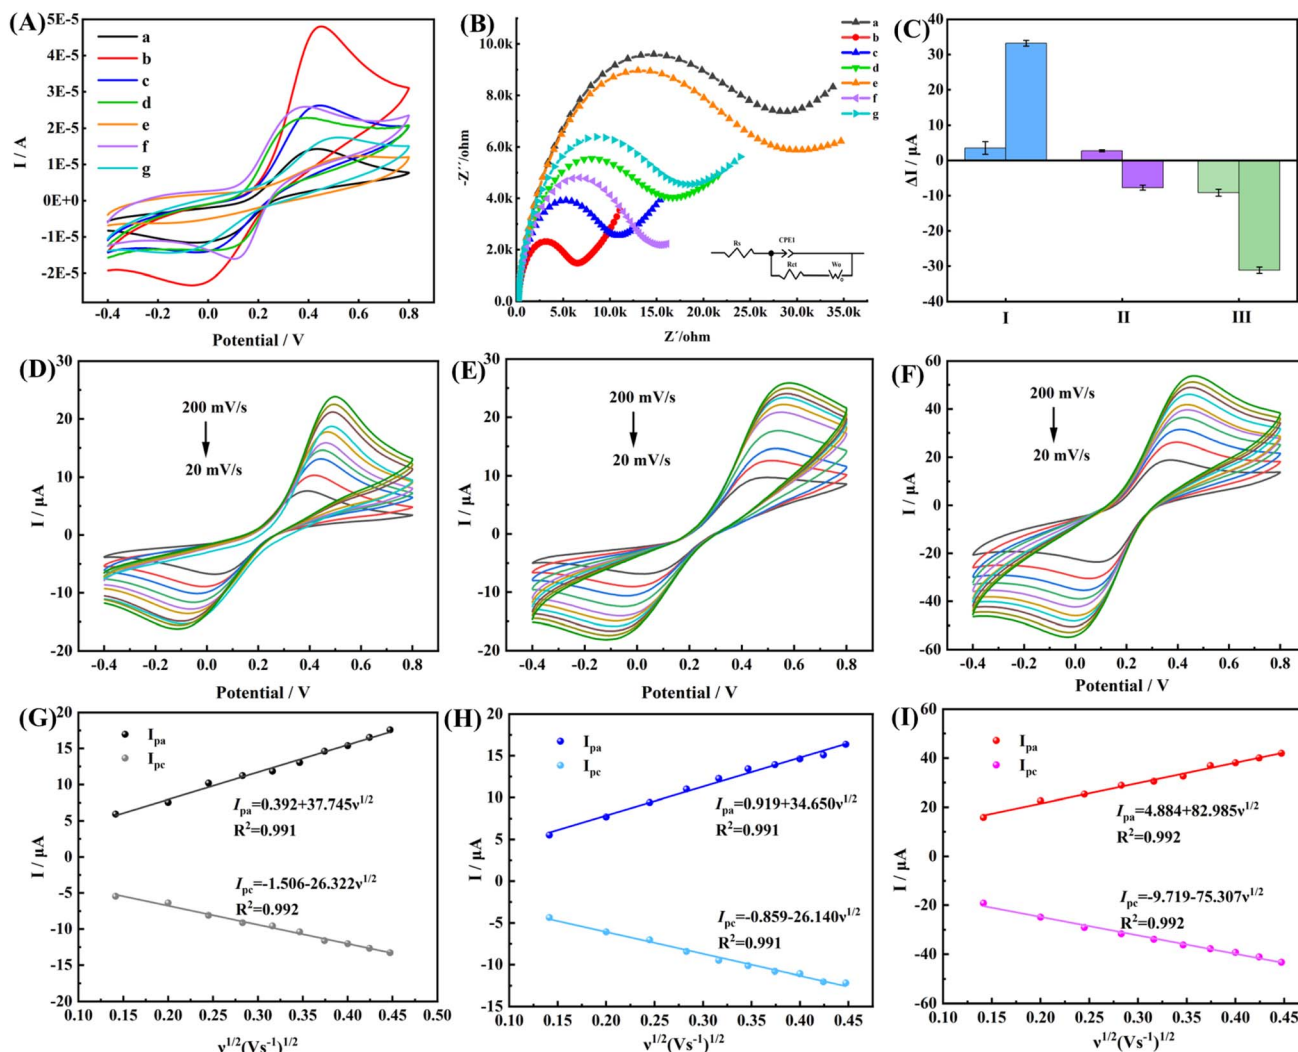 (A)
5E-5
4E-5
3E-5
2E-5
1E-5
0E+0
-1E-5
-2E-5
I / A
a
b
c
d
e
f
g
-0.4
0.0
0.4
0.8
Potential / V
(B)
10.0k
8.0k
6.0k
4.0k
2.0k
0.0
-Z´´/ohm
a
b
c
d
e
f
g
Rs
CPE1
Rct
Wo
0.0
5.0k
10.0k
15.0k
20.0k
25.0k
30.0k
35.0k
Z´/ohm
(C)
40
30
20
10
0
-10
-20
-30
-40
ΔI / μA
I
II
III
(D)
30
20
10
0
-10
-20
I / μA
200 mV/s
20 mV/s
-0.4
-0.2
0.0
0.2
0.4
0.6
0.8
Potential / V
(E)
30
20
10
0
-10
-20
I / μA
200 mV/s
20 mV/s
-0.4
-0.2
0.0
0.2
0.4
0.6
0.8
Potential / V
(F)
60
40
20
0
-20
-40
-60
I / μA
200 mV/s
20 mV/s
-0.4
-0.2
0.0
0.2
0.4
0.6
0.8
Potential / V
(G)
20
15
10
5
0
-5
-10
-15
-20
I / μA
Ipa
Ipc
Ipa=0.392+37.745ν1/2
R2=0.991
Ipc=-1.506-26.322ν1/2
R2=0.992
0.10
0.15
0.20
0.25
0.30
0.35
0.40
0.45
0.50
ν1/2(Vs-1)1/2
(H)
20
15
10
5
0
-5
-10
-15
I / μA
Ipa
Ipc
Ipa=0.919+34.650ν1/2
R2=0.991
Ipc=-0.859-26.140ν1/2
R2=0.991
0.10
0.15
0.20
0.25
0.30
0.35
0.40
0.45
ν1/2(Vs-1)1/2
(I)
60
40
20
0
-20
-40
-60
I / μA
Ipa
Ipc
Ipa=4.884+82.985ν1/2
R2=0.992
Ipc=-9.719-75.307ν1/2
R2=0.992
0.10
0.15
0.20
0.25
0.30
0.35
0.40
0.45
ν1/2(Vs-1)1/2